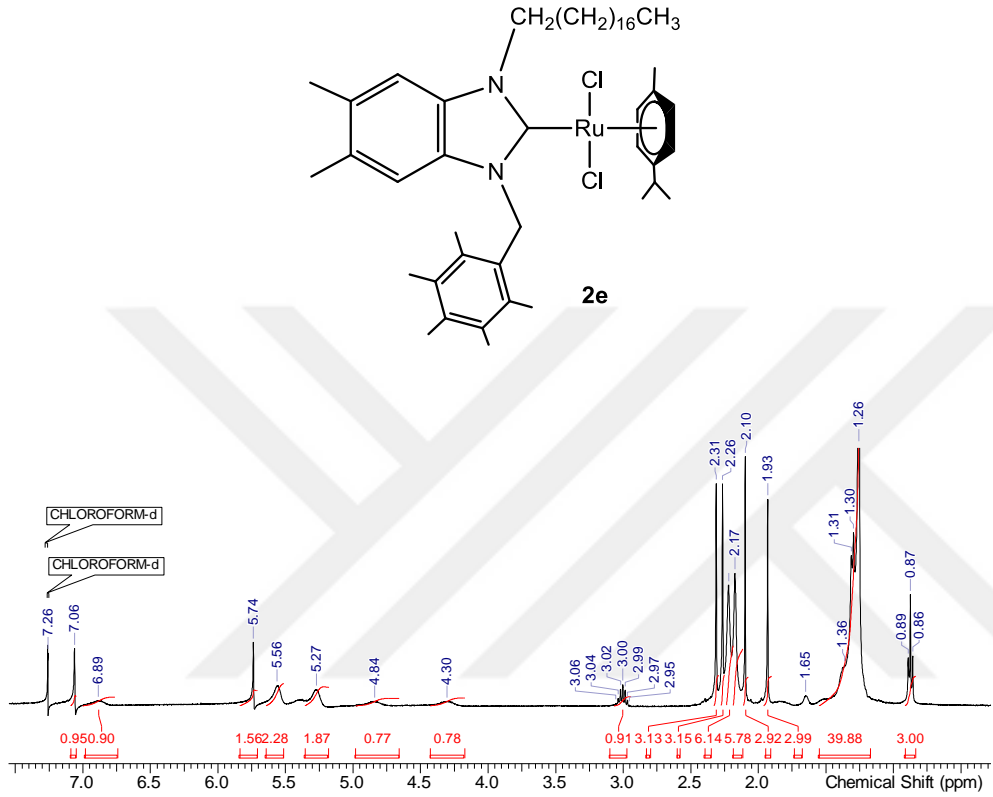 CH2(CH2)16CH3
N
Cl
Ru
Cl
N
2e
CHLOROFORM-d
CHLOROFORM-d
7.26
7.06
6.89
5.74
5.56
5.27
4.84
4.30
3.06
3.04
3.02
3.00
2.99
2.97
2.95
2.31
2.26
2.17
2.10
1.93
1.65
1.36
1.31
1.30
1.26
0.89
0.87
0.86
0.95 0.90 1.56 2.28 1.87 0.77 0.78 0.91 3.13 3.15 6.14 5.78 2.92 2.99 39.88 3.00
7.0 6.5 6.0 5.5 5.0 4.5 4.0 3.5 3.0 2.5 2.0 Chemical Shift (ppm)